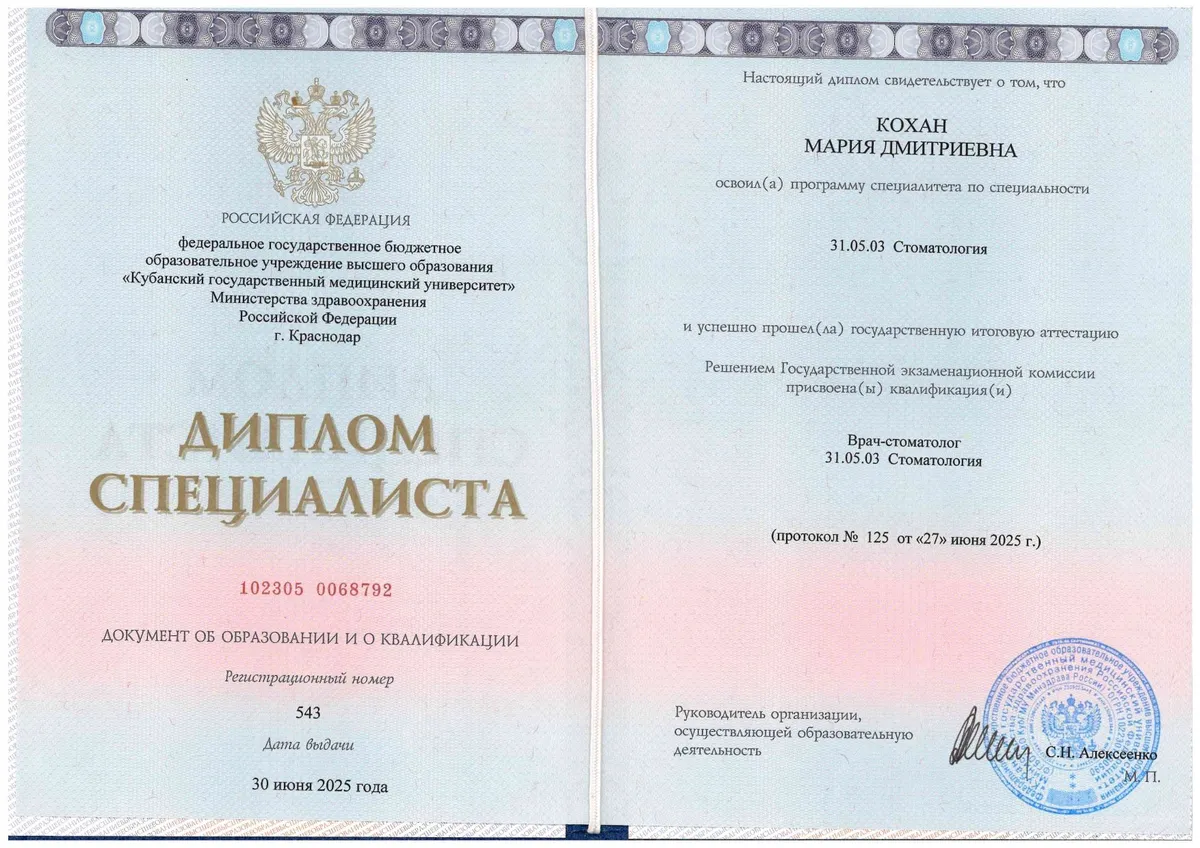 РОССИЙСКАЯ ФЕДЕРАЦИЯ
федеральное государственное бюджетное
образовательное учреждение высшего образования
«Кубанский государственный медицинский университет»
Министерства здравоохранения
Российской Федерации
г. Краснодар
ДИПЛОМ
СПЕЦИАЛИСТА
102305 0068792
ДОКУМЕНТ ОБ ОБРАЗОВАНИИ И О КВАЛИФИКАЦИИ
Регистрационный номер
543
Дата выдачи
30 июня 2025 года
Настоящий диплом свидетельствует о том, что
КОХАН
МАРИЯ ДМИТРИЕВНА
освоил(а) программу специалитета по специальности
31.05.03 Стоматология
и успешно прошел(ла) государственную итоговую аттестацию
Решением Государственной экзаменационной комиссии
присвоена(ы) квалификация(и)
Врач-стоматолог
31.05.03 Стоматология
(протокол № 125 от «27» июня 2025 г.)
Руководитель организации,
осуществляющей образовательную
деятельность
С.Н. Алексеенко
М. П.